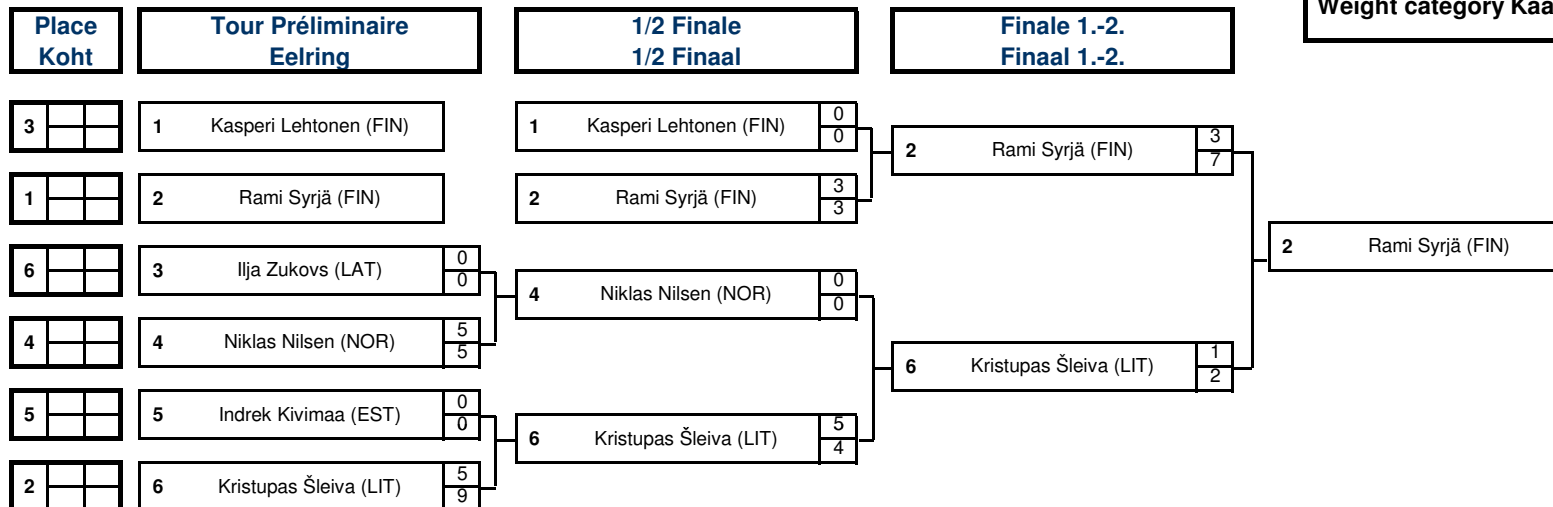 Weight category Kaa
Place
Koht
Tour Préliminaire
Eelring
1/2 Finale
1/2 Finaal
Finale 1.-2.
Finaal 1.-2.
3
1 Kasperi Lehtonen (FIN)
1 Kasperi Lehtonen (FIN) 0
0
2 Rami Syrjä (FIN) 3
7
1
2 Rami Syrjä (FIN)
2 Rami Syrjä (FIN) 3
3
2 Rami Syrjä (FIN)
6
3 Ilja Zukovs (LAT) 0
0
4 Niklas Nilsen (NOR) 0
0
4
4 Niklas Nilsen (NOR) 5
5
6 Kristupas Šleiva (LIT) 1
2
5
5 Indrek Kivimaa (EST) 0
0
6 Kristupas Šleiva (LIT) 5
4
2
6 Kristupas Šleiva (LIT) 5
9